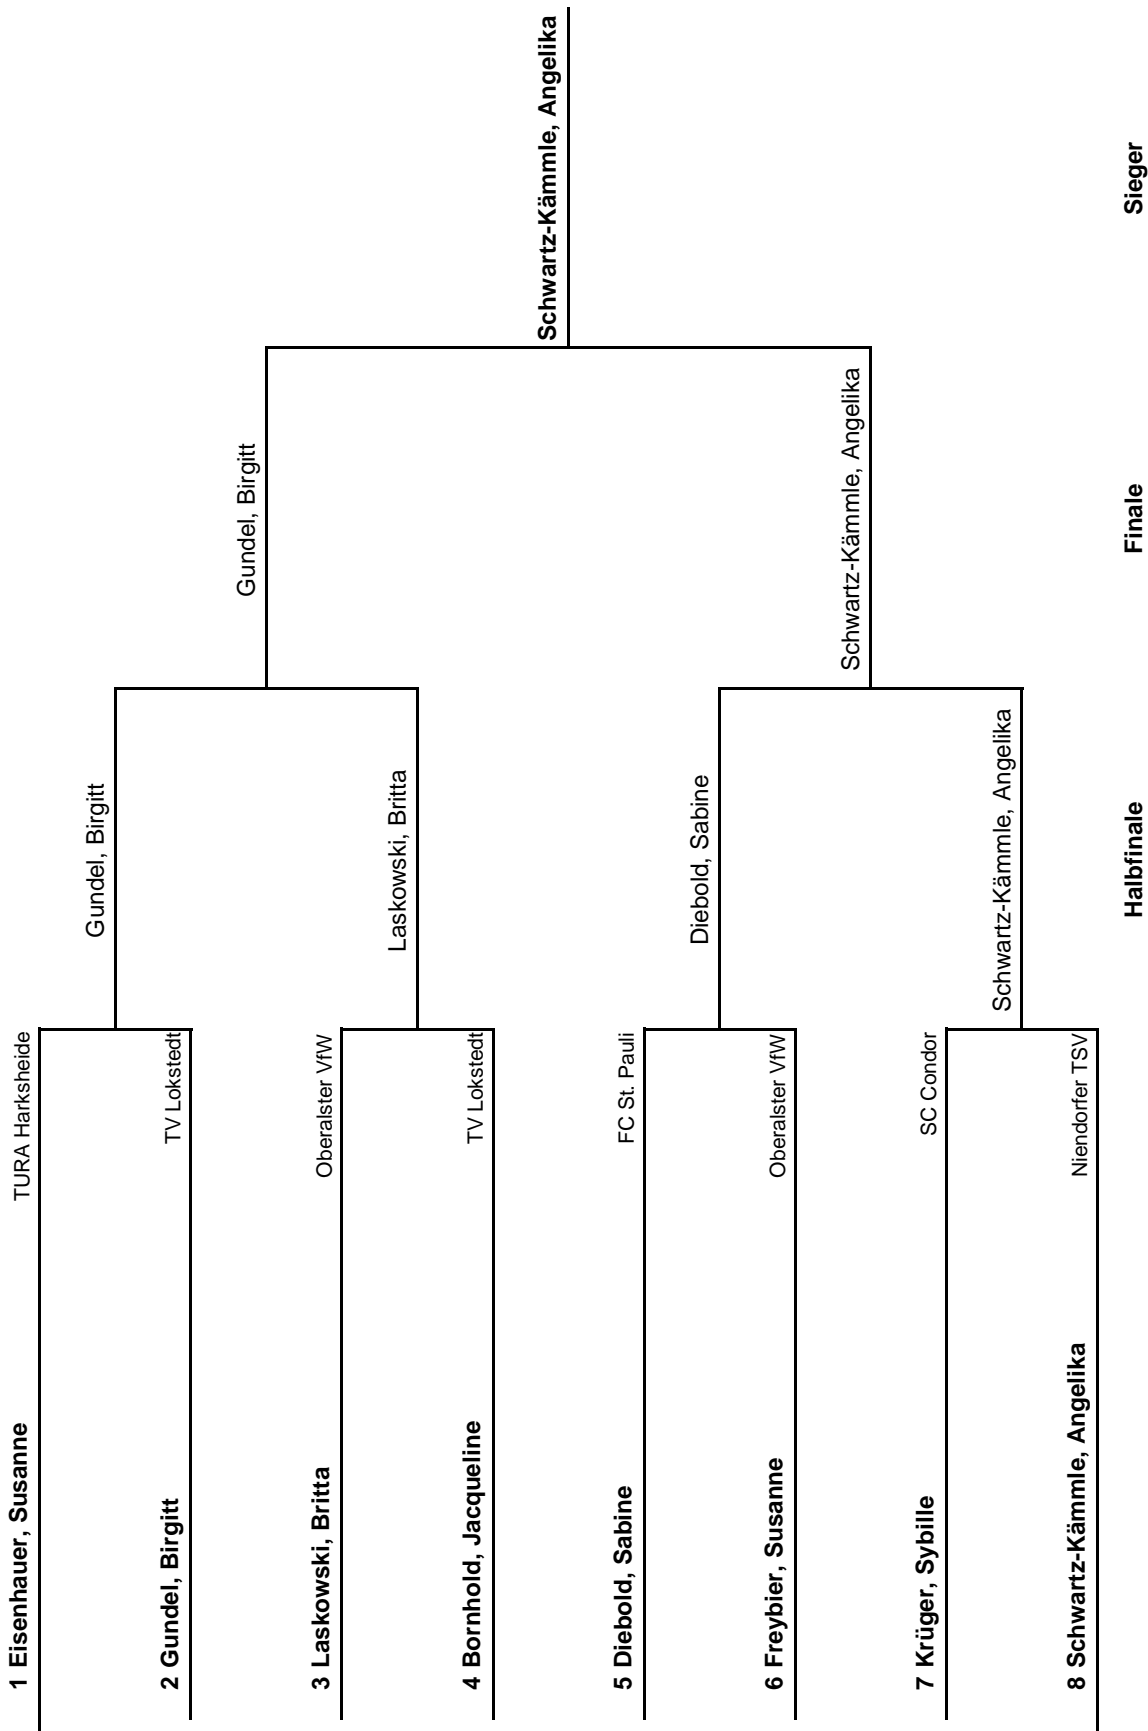 1 Eisenhauer, Susanne TURA Harksheide
2 Gundel, Birgitt TV Lokstedt
3 Laskowski, Britta Oberalster VfW
4 Bornhold, Jacqueline TV Lokstedt
5 Diebold, Sabine FC St. Pauli
6 Freybier, Susanne Oberalster VfW
7 Krüger, Sybille SC Condor
8 Schwartz-Kämmle, Angelika Niendorfer TSV
Gundel, Birgitt
Laskowski, Britta
Diebold, Sabine
Schwartz-Kämmle, Angelika
Gundel, Birgitt
Schwartz-Kämmle, Angelika
Schwartz-Kämmle, Angelika
Halbfinale
Finale
Sieger